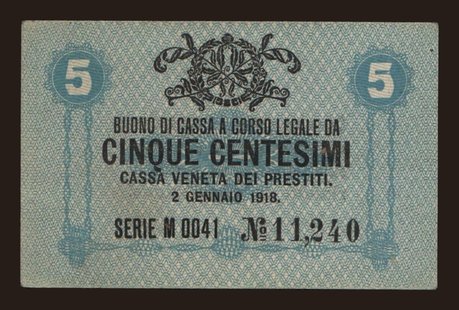 5 5
BUONO DI CASSA A CORSO LEGALE DA
CINQUE CENTESIMI
CASSA VENETA DEI PRESTITI.
2 GENNAIO 1918.
SERIE M 0041 № 11,240